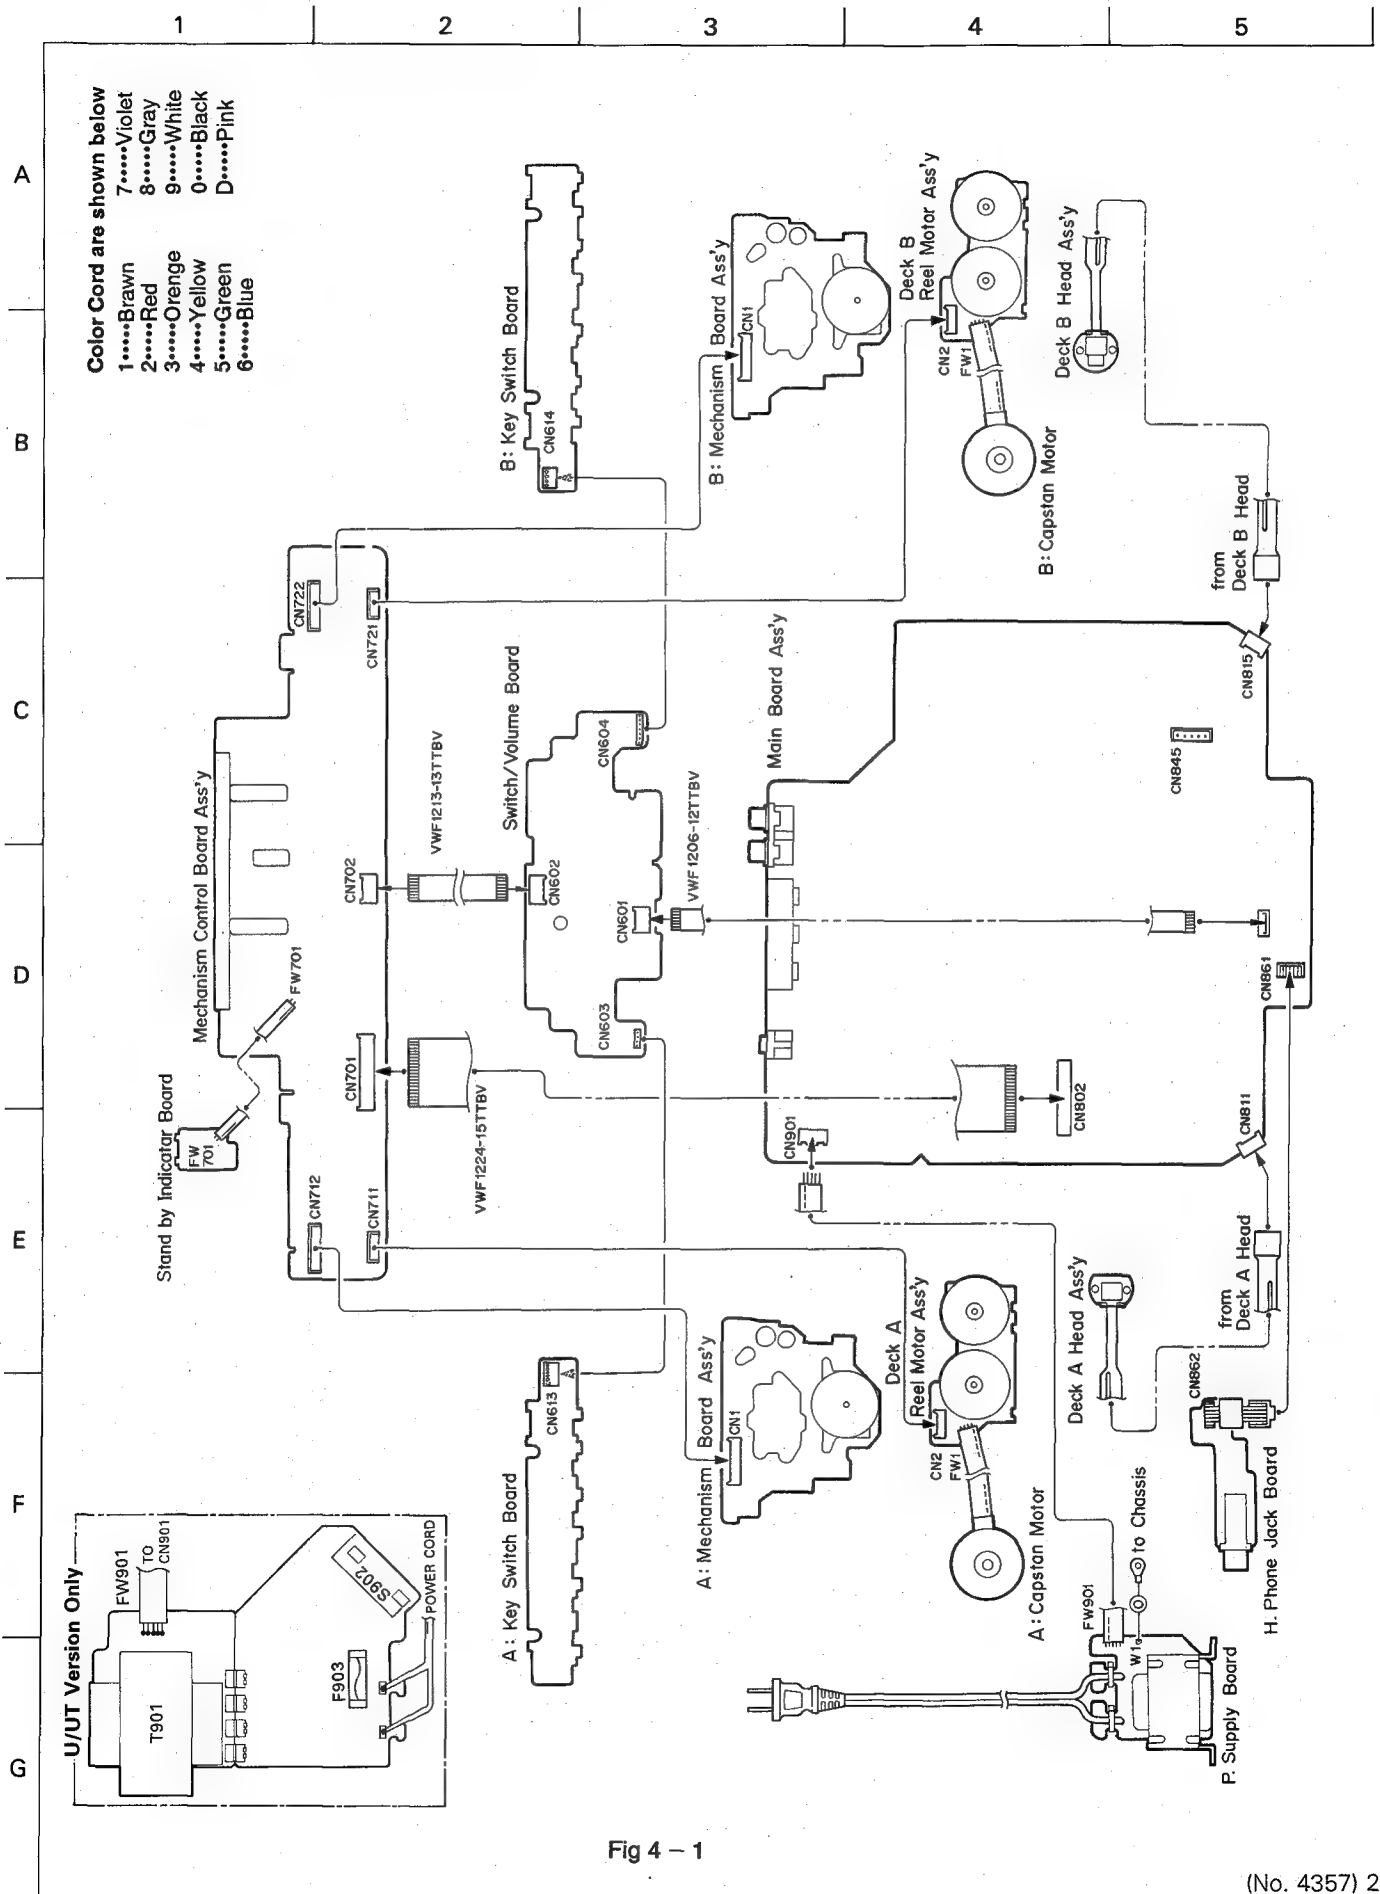 1 2 3 4 5
A
B
C
D
E
F
G
Color Cord are shown below
1•••••Brawn 7•••••Violet
2•••••Red 8•••••Gray
3•••••Orenge 9•••••White
4•••••Yellow 0•••••Black
5•••••Green D•••••Pink
6•••••Blue
B: Key Switch Board
CN614
B: Mechanism Board Ass'y
CN1
Deck B
Reel Motor Ass'y
CN2
FW1
Deck B Head Ass'y
B: Capstan Motor
from
Deck B Head
CN722
CN721
Mechanism Control Board Ass'y
CN702
VWF1213-13TTBV
Switch/Volume Board
CN604
CN602
CN601
VWF1206-12TTBV
CN603
Main Board Ass'y
CN815
CN845
CN861
FW701
Stand by Indicatar Board
FW
701
CN701
VWF1224-15TTBV
CN802
CN901
CN811
CN712
CN711
from
Deck A Head
Deck A Head Ass'y
Deck A
Reel Motor Ass'y
CN2
FW1
A: Mechanism Board Ass'y
CN1
CN613
A: Key Switch Board
A: Capstan Motor
CN862
H. Phone Jack Board
to Chassis
FW901
W1
P. Supply Board
U/UT Version Only
FW901
TO
CN901
T901
S902
F903
POWER CORD
Fig 4 – 1
(No. 4357) 2